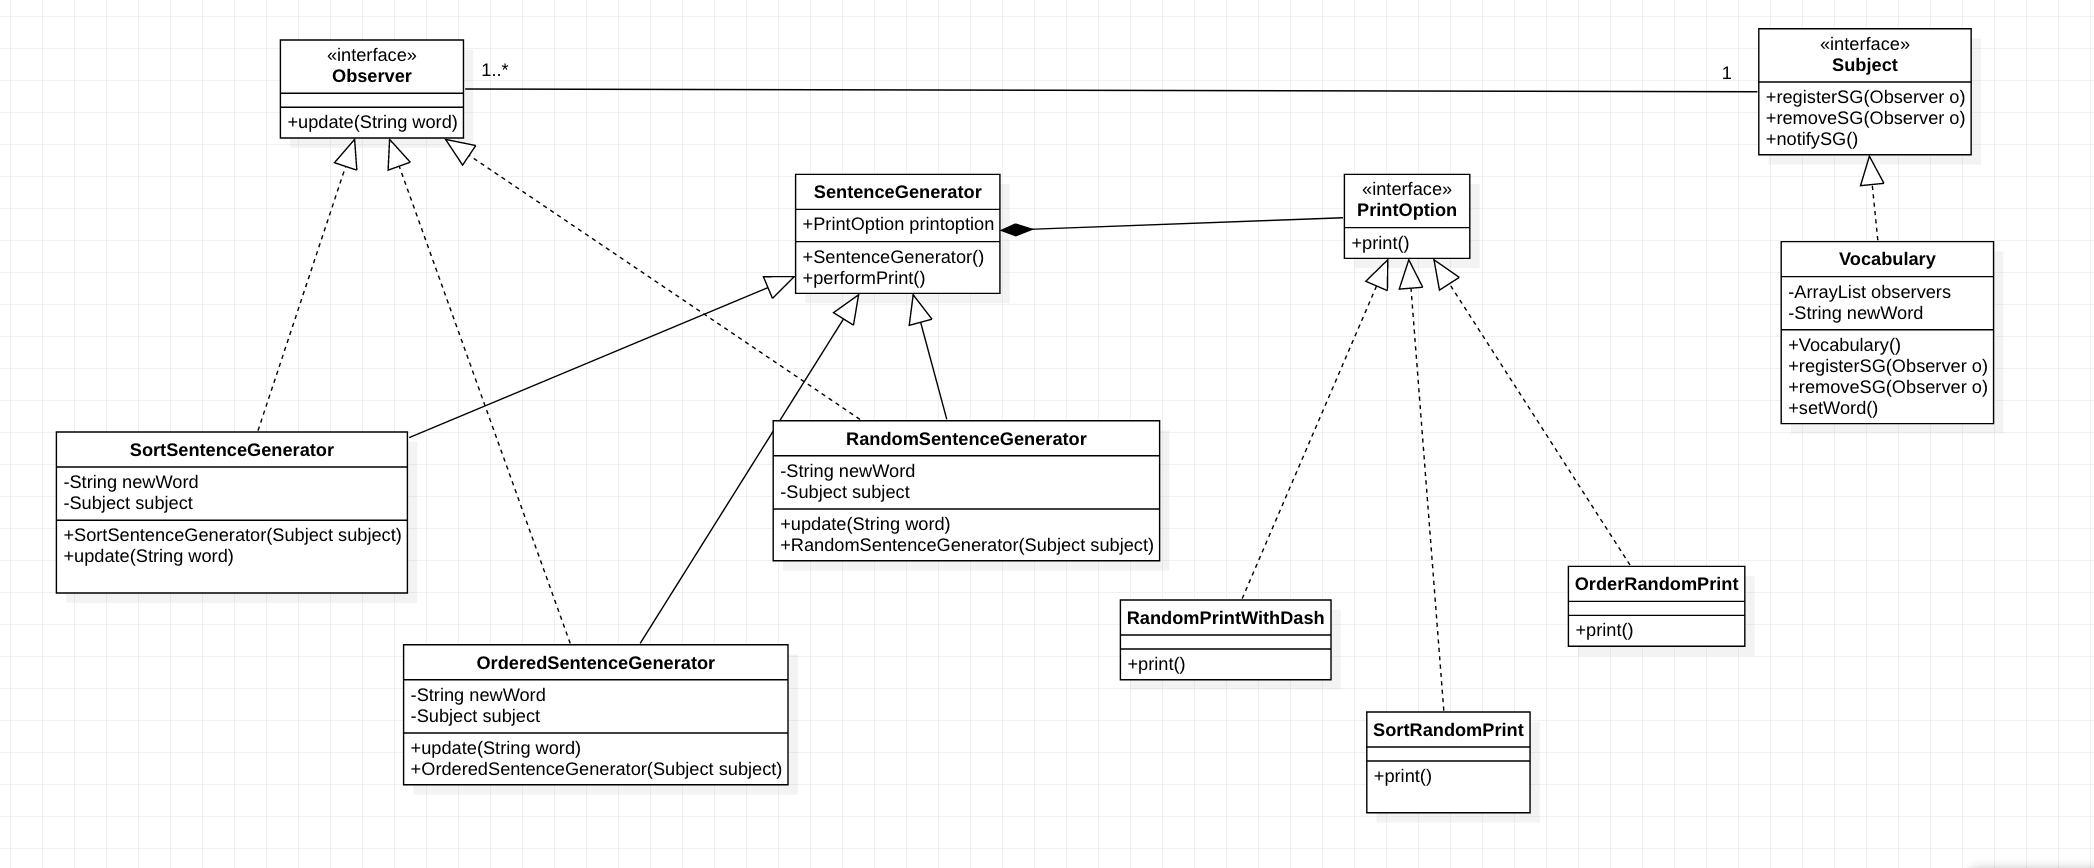 «interface»
Observer
+update(String word)
1..*
1
«interface»
Subject
+registerSG(Observer o)
+removeSG(Observer o)
+notifySG()
SentenceGenerator
+PrintOption printoption
+SentenceGenerator()
+performPrint()
«interface»
PrintOption
+print()
Vocabulary
-ArrayList observers
-String newWord
+Vocabulary()
+registerSG(Observer o)
+removeSG(Observer o)
+setWord()
SortSentenceGenerator
-String newWord
-Subject subject
+SortSentenceGenerator(Subject subject)
+update(String word)
RandomSentenceGenerator
-String newWord
-Subject subject
+update(String word)
+RandomSentenceGenerator(Subject subject)
OrderedSentenceGenerator
-String newWord
-Subject subject
+update(String word)
+OrderedSentenceGenerator(Subject subject)
RandomPrintWithDash
+print()
OrderRandomPrint
+print()
SortRandomPrint
+print()